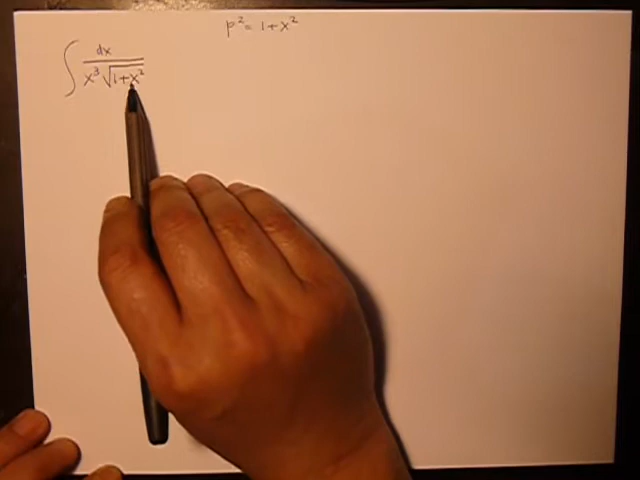 p² = 1+x²
∫ dx / x³ √1+x²